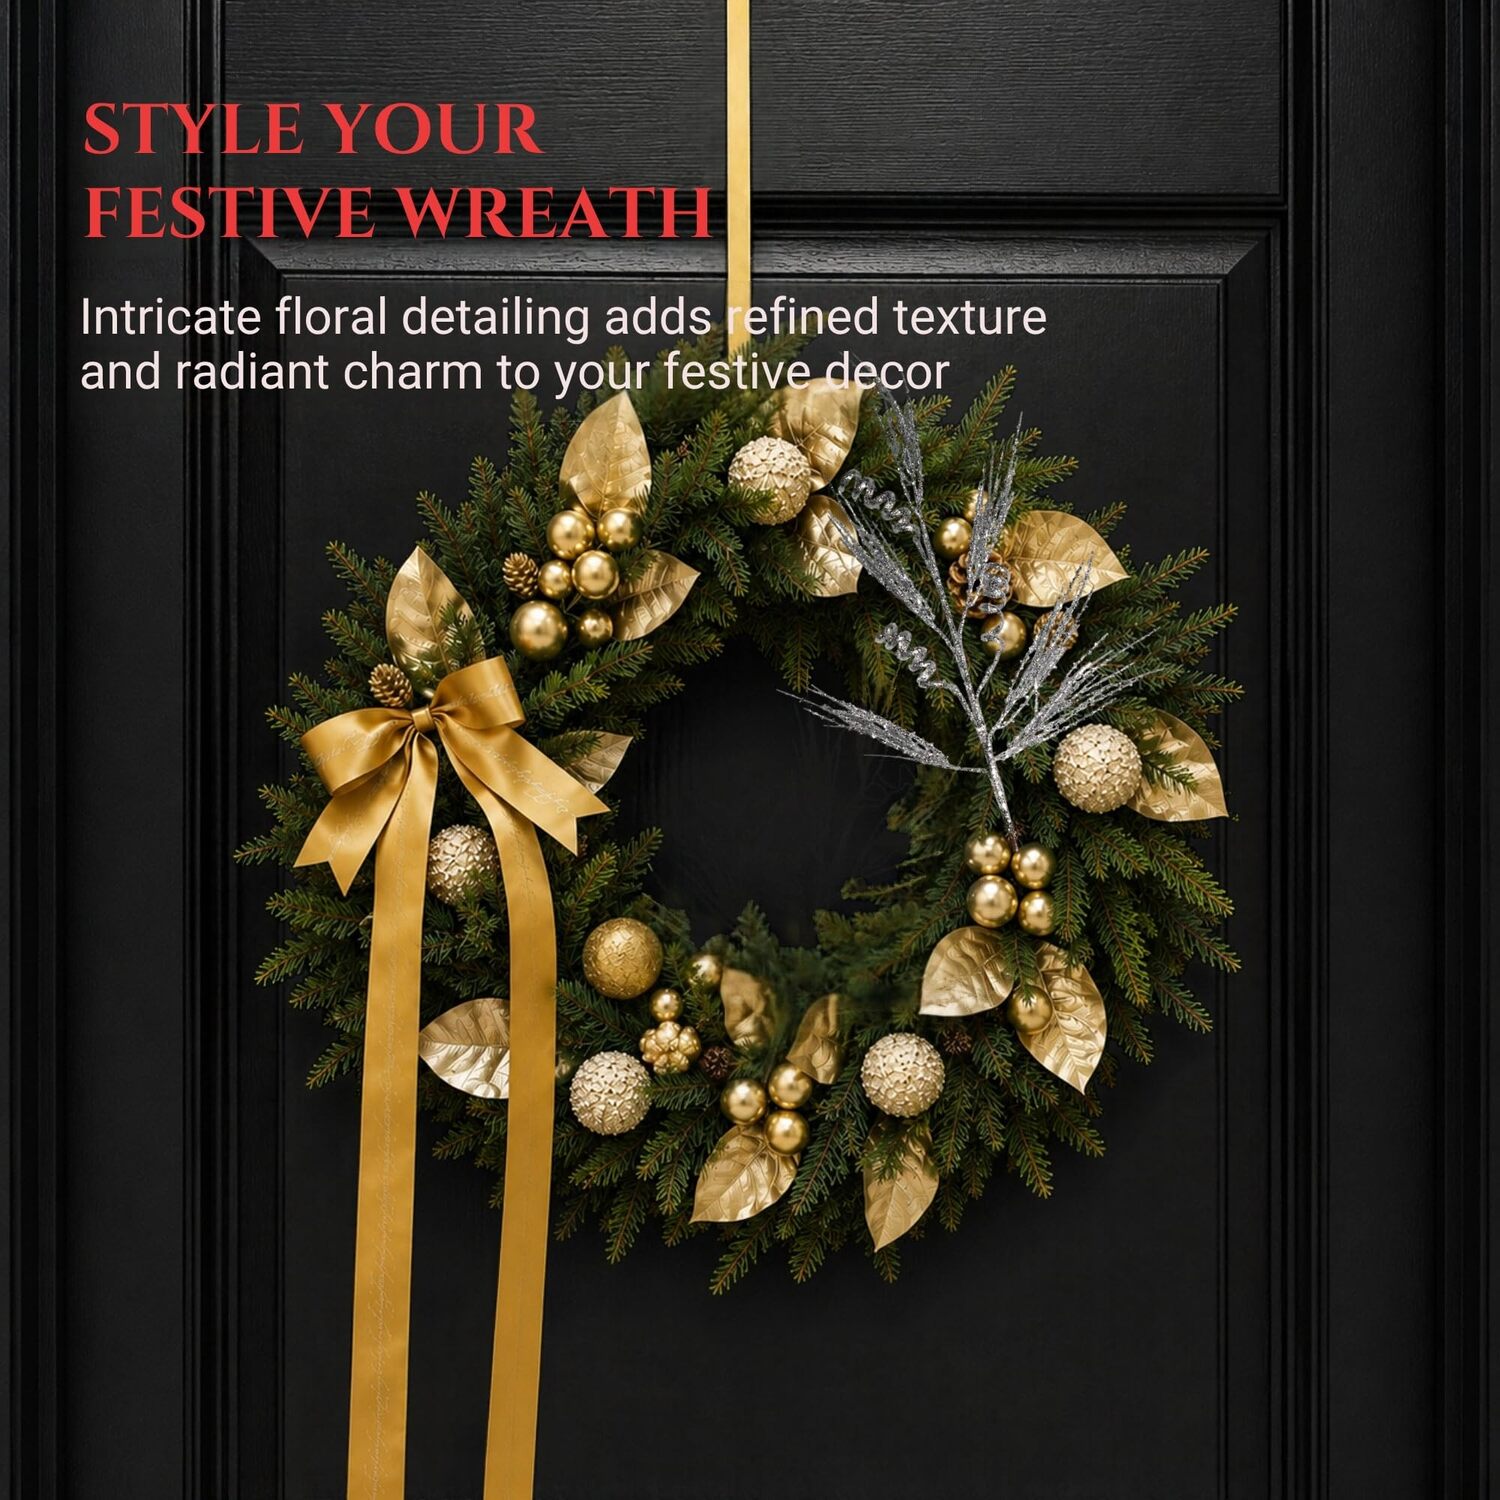 STYLE YOUR
FESTIVE WREATH
Intricate floral detailing adds refined texture
and radiant charm to your festive decor